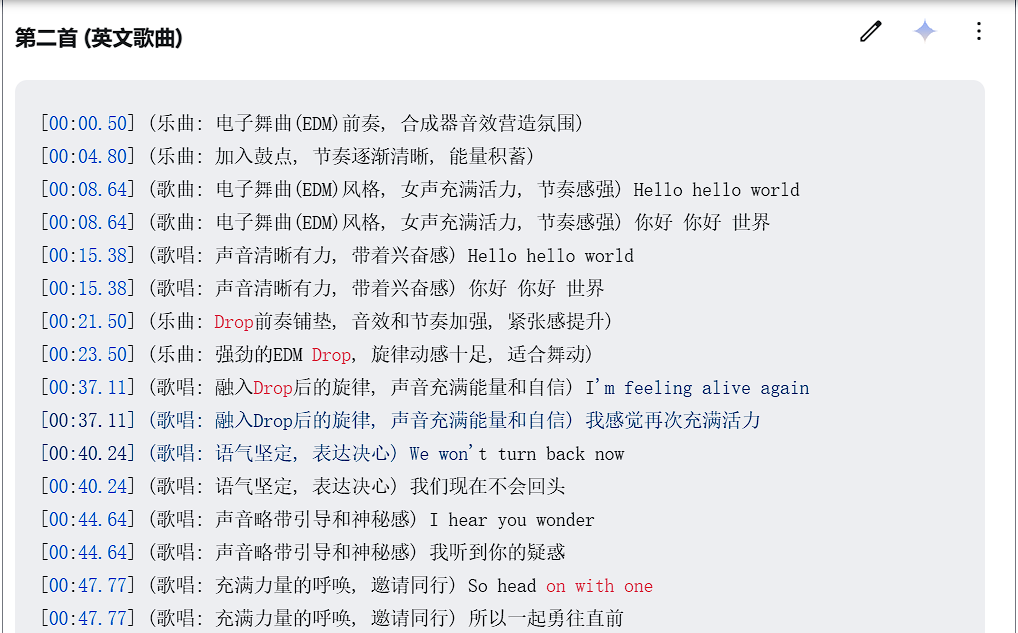 第二首 (英文歌曲)
[00:00.50] (乐�: 电子舞曲(EDM)前奏, 合成器音效营造氛围)
[00:04.80] (乐曲: 加入鼓点, 节奏逐渐清晰, 能量积蓄)
[00:08.64] (歌曲: 电子舞曲(EDM)风格, 女声充满活力, 节奏感强) Hello hello world
[00:08.64] (歌曲: 电子舞曲(EDM)风格, 女声充满活力, 节奏感强) 你好 你好 世界
[00:15.38] (歌唱: 声音清晰有力, 带着兴奋感) Hello hello world
[00:15.38] (歌唱: 声音清晰有力, 带着兴奋感) 你好 你好 世界
[00:21.50] (乐曲: Drop前奏铺垫, 音效和节奏加强, 紧张感提升)
[00:23.50] (乐曲: 强劲的EDM Drop, 旋律动感十足, 适合舞动)
[00:37.11] (歌唱: 融入Drop后的旋律, 声音充满能量和自信) I'm feeling alive again
[00:37.11] (歌唱: 融入Drop后的旋律, 声音充满能量和自信) 我感觉再次充满活力
[00:40.24] (歌唱: 语气坚定, 表达决心) We won't turn back now
[00:40.24] (歌唱: 语气坚定, 表达决心) 我们现在不会回头
[00:44.64] (歌唱: 声音略带引导和神秘感) I hear you wonder
[00:44.64] (歌唱: 声音略带引导和神秘感) 我听到你的疑惑
[00:47.77] (歌唱: 充满力量的呼唤, 邀请同行) So head on with one
[00:47.77] (歌唱: 充满力量的呼唤, 邀请同行) 所以一起勇往直前